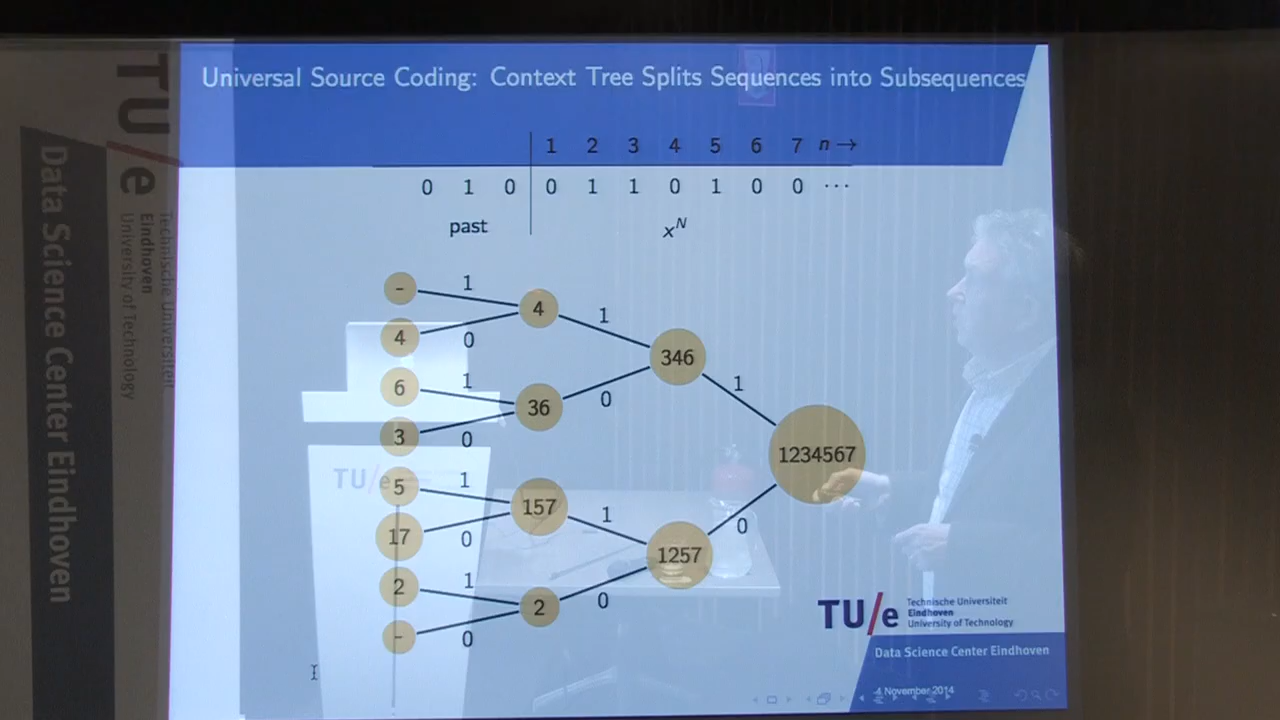 Universal Source Coding: Context Tree Splits Sequences into Subsequences
1 2 3 4 5 6 7 n →
0 1 0 0 1 1 0 1 0 0 ···
past
xᴺ
- 1
4
4 0
1
6 1
346
36
0
1
3 0
1234567
5 1
157
1
17 0
0
1257
2 1
0
2
- 0
TU/e
Technische Universiteit
Eindhoven
University of Technology
Data Science Center Eindhoven
4 November 2014
TU/e
Technische Universiteit
Eindhoven
University of Technology
Data Science Center Eindhoven
TU/e